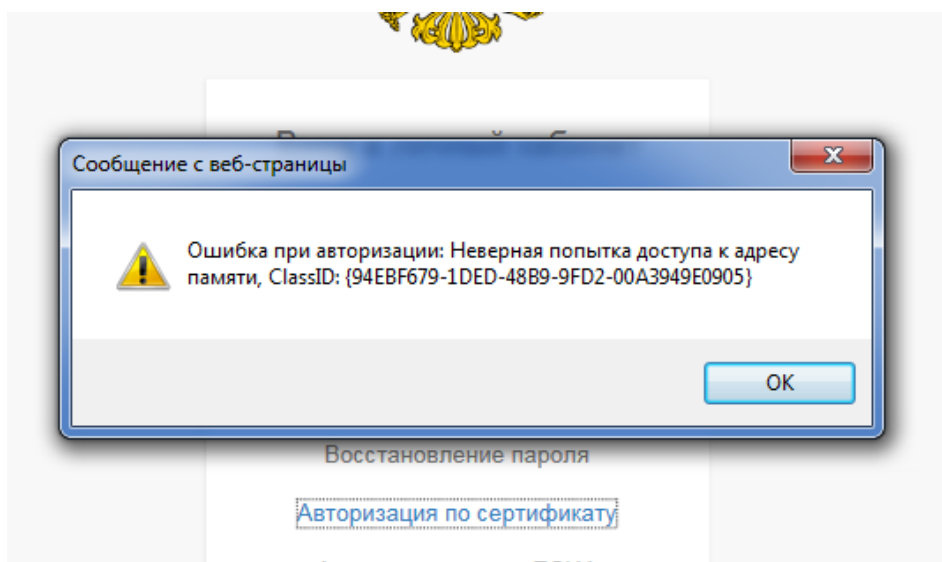 Сообщение с веб-страницы
Ошибка при авторизации: Неверная попытка доступа к адресу
памяти, ClassID: {94EBF679-1DED-48B9-9FD2-00A3949E0905}
OK
Восстановление пароля
Авторизация по сертификату